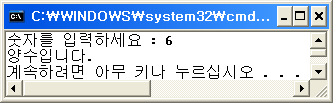 C:\WINDOWS\system32\cmd...
숫자를 입력하세요 : 6
양수입니다.
계속하려면 아무 키나 누르십시오 . . .